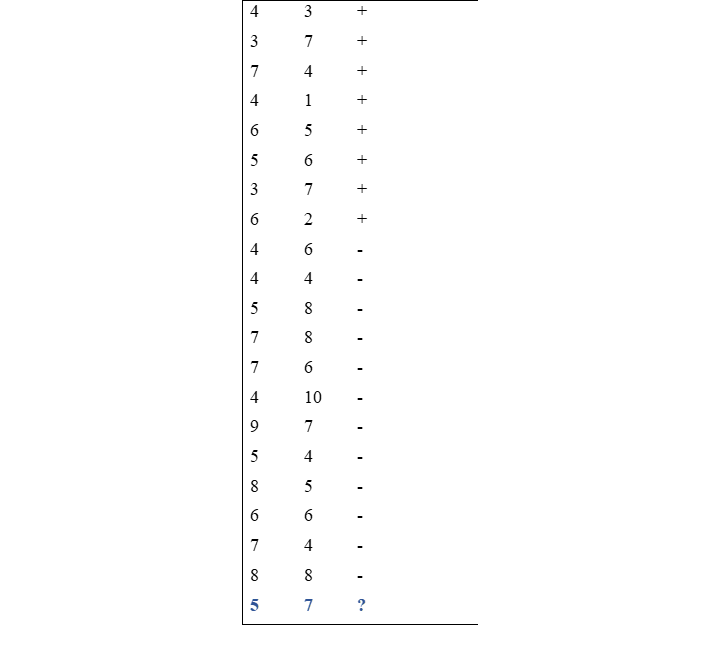 4 3 +
3 7 +
7 4 +
4 1 +
6 5 +
5 6 +
3 7 +
6 2 +
4 6 -
4 4 -
5 8 -
7 8 -
7 6 -
4 10 -
9 7 -
5 4 -
8 5 -
6 6 -
7 4 -
8 8 -
5 7 ?